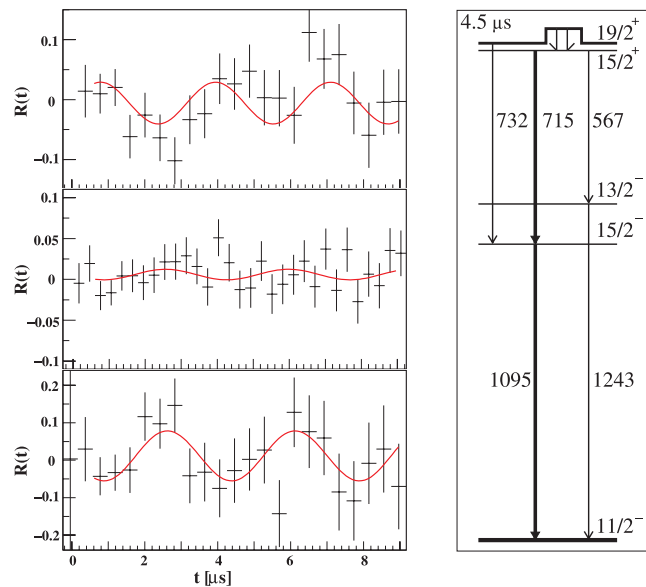 0.1
0
-0.1
R(t)
0.1
0.05
0
-0.05
-0.1
R(t)
0.2
0.1
0
-0.1
-0.2
R(t)
0 2 4 6 8
t [μs]
4.5 μs
19/2+
15/2+
732 715 567
13/2−
15/2−
1095 1243
11/2−